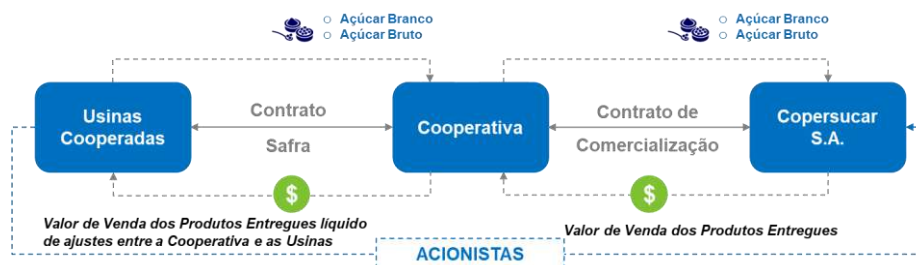 ○ Açúcar Branco
○ Açúcar Bruto
○ Açúcar Branco
○ Açúcar Bruto
Usinas
Cooperadas
Contrato
Safra
Cooperativa
Contrato de
Comercialização
Copersucar
S.A.
$
$
Valor de Venda dos Produtos Entregues líquido
de ajustes entre a Cooperativa e as Usinas
Valor de Venda dos Produtos Entregues
ACIONISTAS